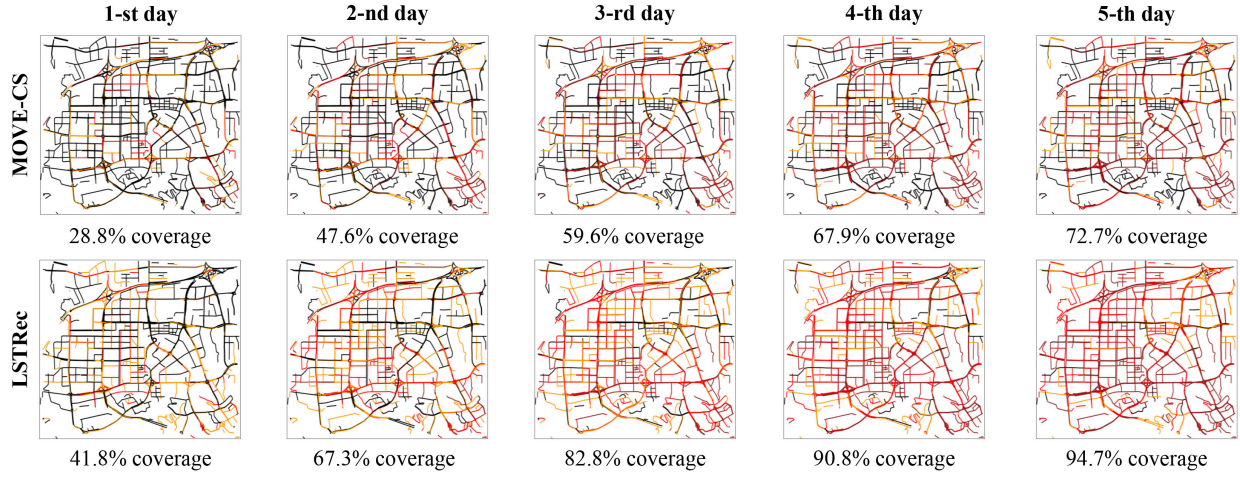 1-st day
2-nd day
3-rd day
4-th day
5-th day
MOVE-CS
28.8% coverage
47.6% coverage
59.6% coverage
67.9% coverage
72.7% coverage
LSTRec
41.8% coverage
67.3% coverage
82.8% coverage
90.8% coverage
94.7% coverage